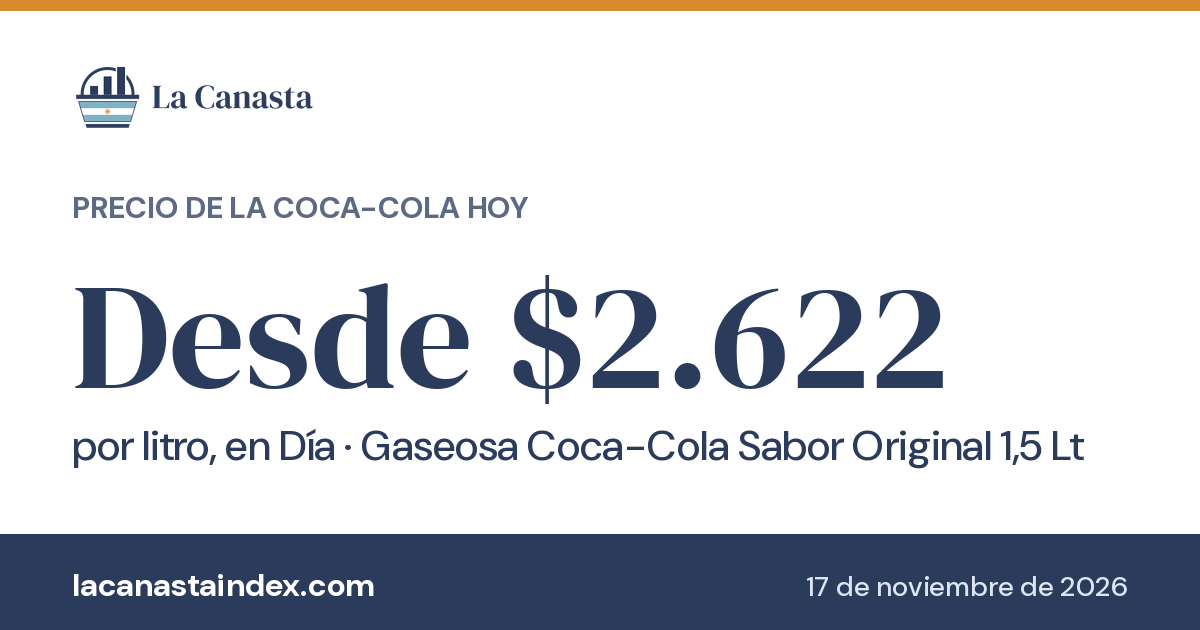 La Canasta
PRECIO DE LA COCA-COLA HOY
Desde $2.622
por litro, en Día · Gaseosa Coca-Cola Sabor Original 1,5 Lt
lacanastaindex.com
17 de noviembre de 2026